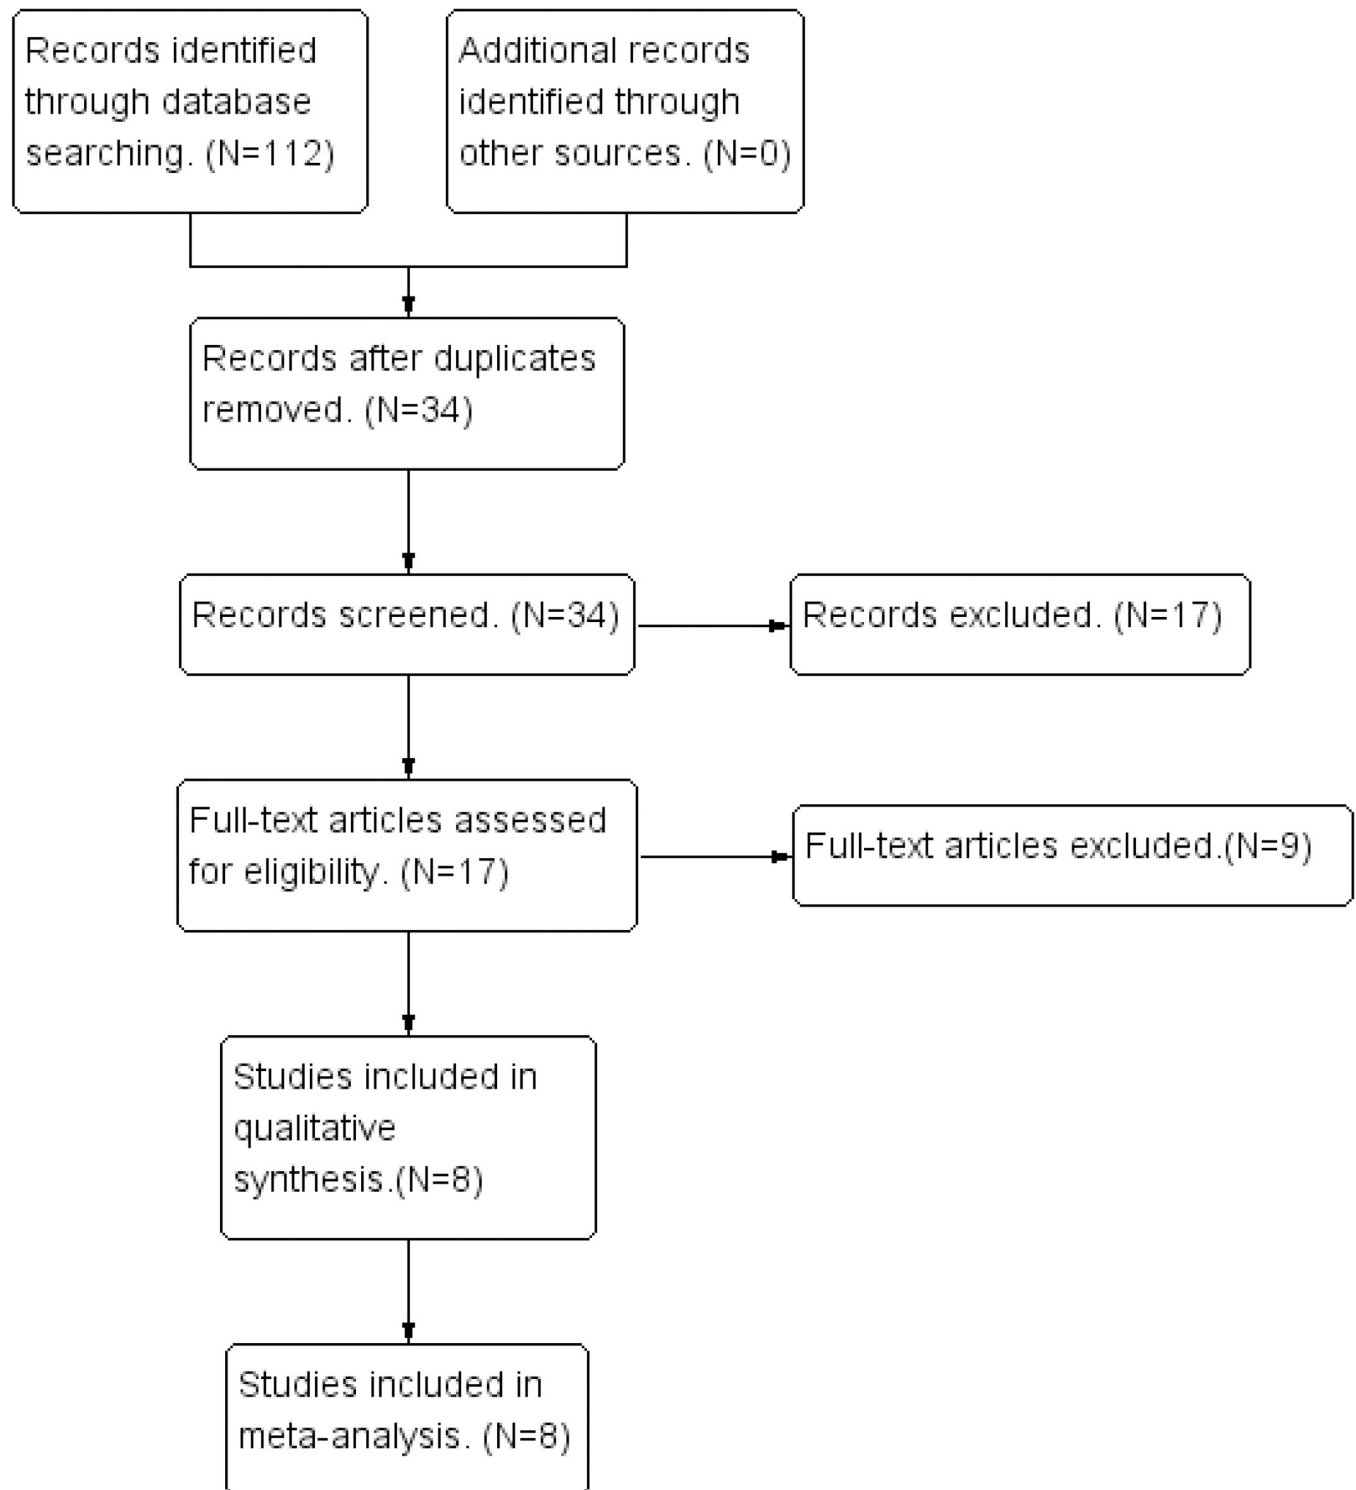 Records identified
through database
searching. (N=112)
Additional records
identified through
other sources. (N=0)
Records after duplicates
removed. (N=34)
Records screened. (N=34)
Records excluded. (N=17)
Full-text articles assessed
for eligibility. (N=17)
Full-text articles excluded.(N=9)
Studies included in
qualitative
synthesis.(N=8)
Studies included in
meta-analysis. (N=8)